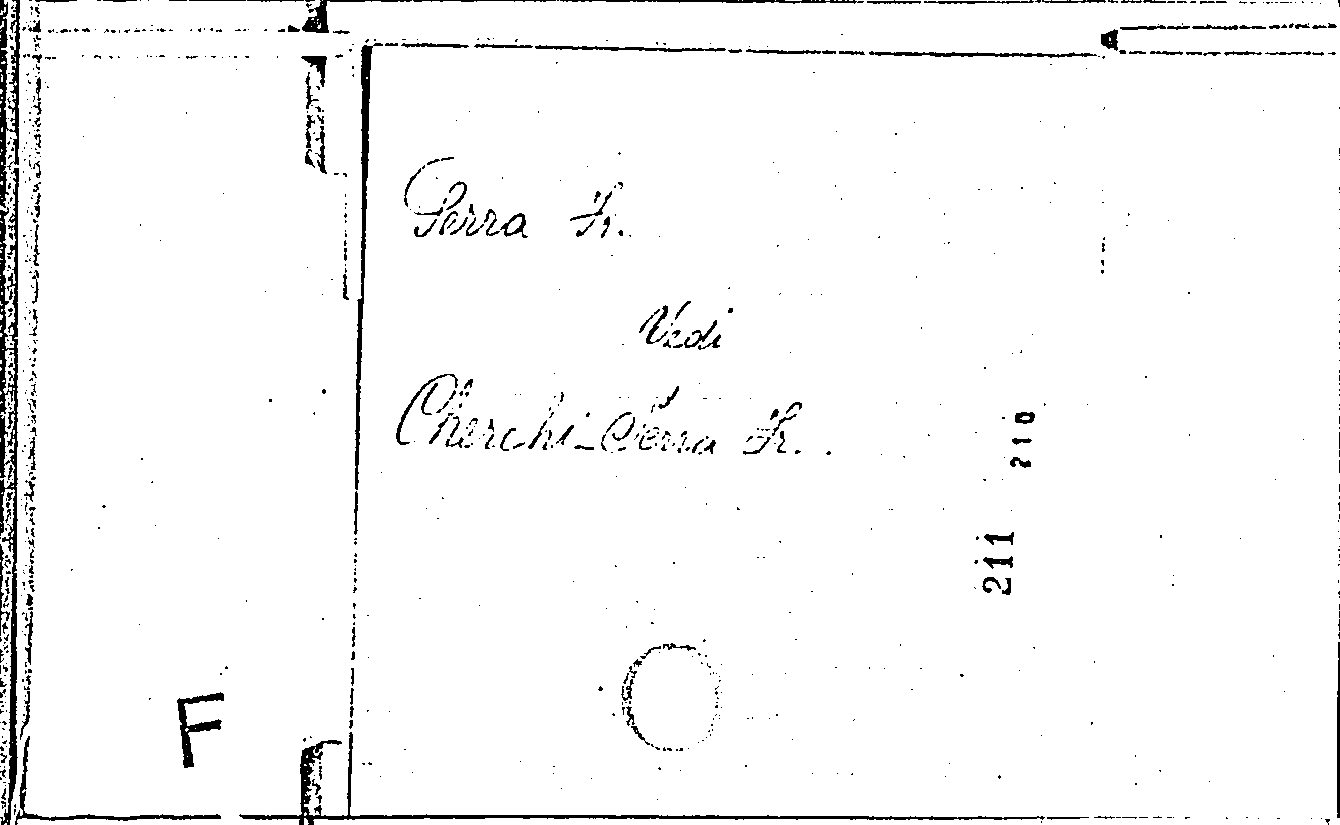 Serra Fr.
Vedi
Cherchi-Serra Fr..
210
211
F